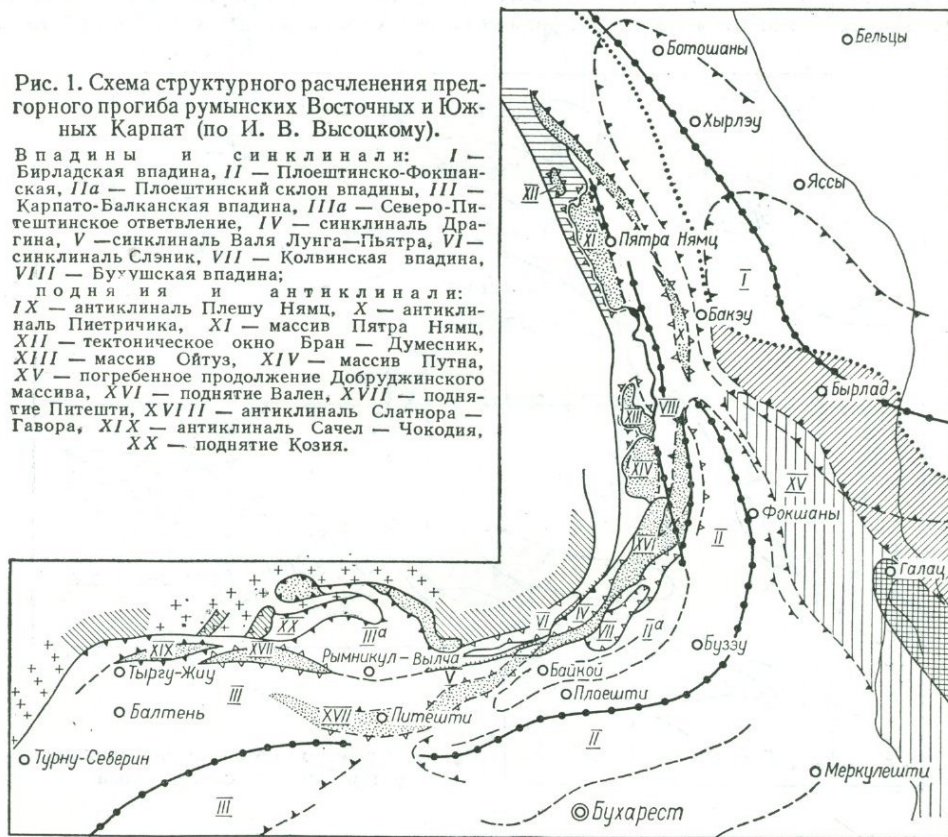 Рис. 1. Схема структурного расчленения пред-
горного прогиба румынских Восточных и Юж-
ных Карпат (по И. В. Высоцкому).
Впадины и синклинали: I —
Бирладская впадина, II — Плоештинско-Фокшан-
ская, IIа — Плоештинский склон впадины, III —
Карпато-Балканская впадина, IIIа — Северо-Пи-
тештинское ответвление, IV — синклиналь Дра-
гина, V —синклиналь Валя Лунга—Пьятра, VI—
синклиналь Слэник, VII — Колвинская впадина,
VIII — Бухушская впадина;
подня ия и антиклинали:
IX — антиклиналь Плешу Нямц, X — антикли-
наль Пиетричика, XI — массив Пятра Нямц,
XII — тектоническое окно Бран — Думесник,
XIII — массив Ойтуз, XIV — массив Путна,
XV — погребенное продолжение Добруджинского
массива, XVI — поднятие Вален, XVII — подня-
тие Питешти, XVIII — антиклиналь Слатнора —
Гавора, XIX — антиклиналь Сачел — Чокодия,
XX — поднятие Козия.
Ботошаны
Бельцы
Хырлэу
Яссы
XII
XI
Пятра Нямц
I
X
Бакэу
Бырлад
VIII
XIII
XIV
XV
Фокшаны
II
XVI
Галац
XX
IIIа
VI
IV
VII
IIа
Бузэу
XIX
XVII
Рымникул-Вылча
Тыргу-Жиу
V
Байкой
III
Плоешти
Балтень
XVII
Питешти
II
Турну-Северин
Меркулешти
III
Бухарест